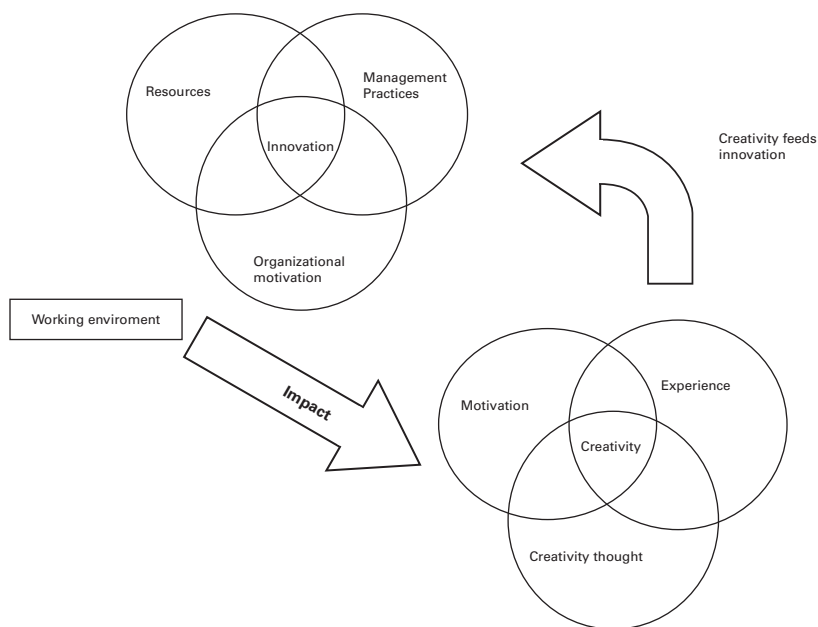 Resources
Management
Practices
Innovation
Organizational
motivation
Creativity feeds
innovation
Working enviroment
Impact
Motivation
Experience
Creativity
Creativity thought